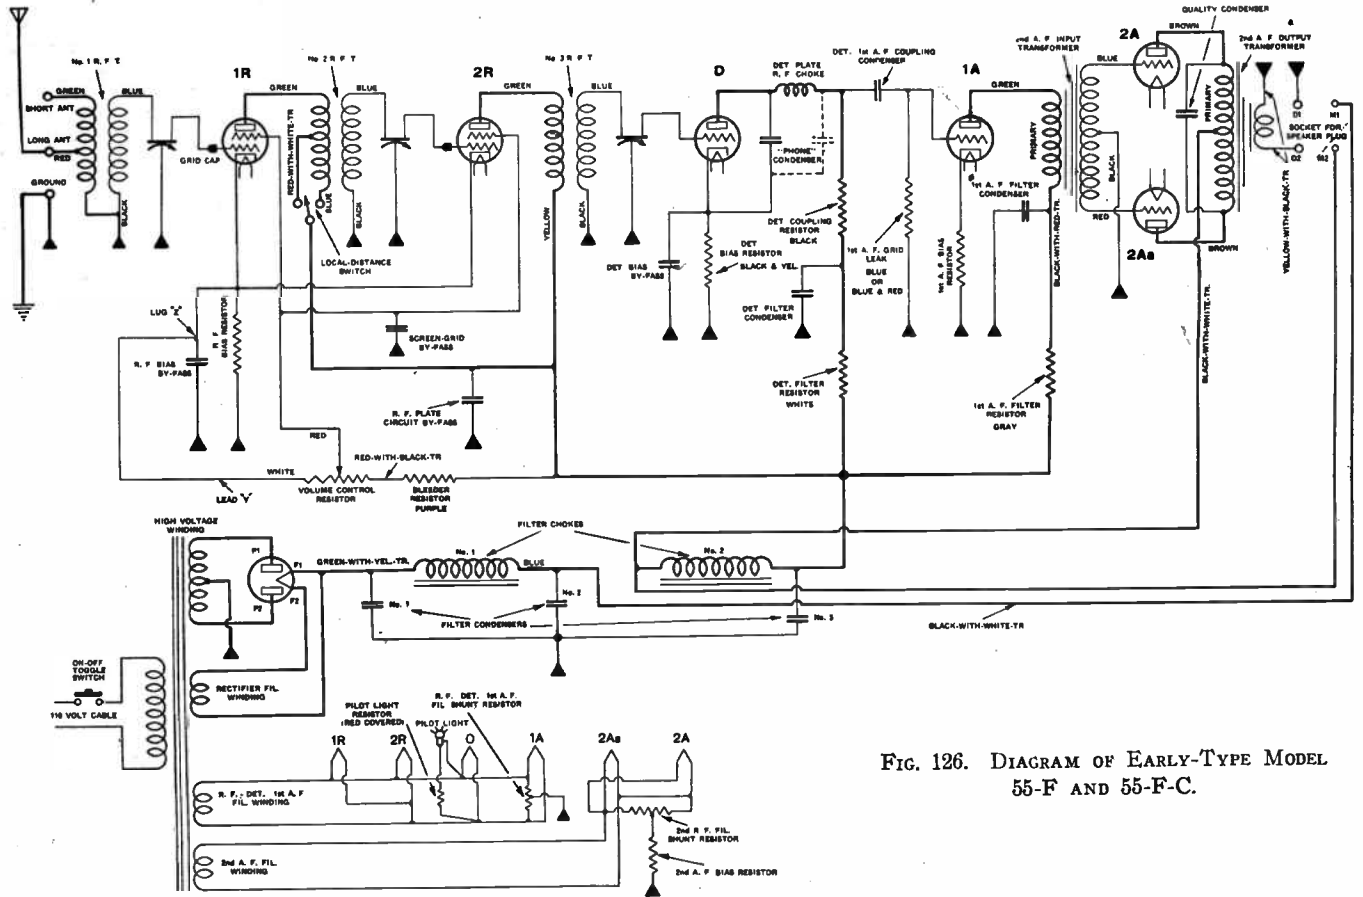 QUALITY CONDENSER
BROWN
2nd A. F. INPUT
TRANSFORMER
2A
2nd A. F OUTPUT
TRANSFORMER
No. 1 R. F T
1R
No 2 R F T
2R
No 3 R F T
D
DET PLATE
R. F CHOKE
DET. 1st A. F COUPLING
CONDENSER
1A
BLUE
GREEN
SHORT ANT
BLUE
GREEN
BLUE
GREEN
BLUE
GREEN
PRIMARY
PRIMARY
LONG ANT
RED
GRID CAP
RED-WITH-WHITE-TR
"PHONE"
CONDENSER
BLACK
D1
M1
SOCKET FOR
SPEAKER PLUG
D2
M2
GROUND
BLACK
BLUE
BLACK
YELLOW
BLACK
DET. COUPLING
RESISTOR
BLACK
1st A. F FILTER
CONDENSER
RED
2Aa
BROWN
YELLOW-WITH-BLACK-TR
LOCAL-DISTANCE
SWITCH
DET BIAS
BY-PASS
DET
BIAS RESISTOR
BLACK & YEL.
1st A. F GRID
LEAK
BLUE
OR
BLUE & RED
1st A. F BIAS
RESISTOR
BLACK-WITH-RED-TR.
BLACK-WITH-WHITE-TR.
LUG "Z"
R. F
BIAS RESISTOR
SCREEN-GRID
BY-PASS
DET FILTER
CONDENSER
R. F BIAS
BY-PASS
R. F. PLATE
CIRCUIT BY-PASS
DET. FILTER
RESISTOR
WHITE
1st A. F. FILTER
RESISTOR
GRAY
RED
RED-WITH-BLACK-TR
WHITE
LEAD "Y"
VOLUME CONTROL
RESISTOR
BLEEDER
RESISTOR
PURPLE
HIGH VOLTAGE
WINDING
FILTER CHOKES
P1
F1
GREEN-WITH-YEL.-TR.
No. 1
BLUE
No. 2
P2
F2
No. 1
No. 2
No. 3
FILTER CONDENSERS
BLACK-WITH-WHITE-TR
ON-OFF
TOGGLE
SWITCH
RECTIFIER FIL.
WINDING
110 VOLT CABLE
PILOT LIGHT
RESISTOR
(RED COVERED)
R. F. DET. 1st A. F.
FIL SHUNT RESISTOR
PILOT LIGHT
1R
2R
D
1A
2Aa
2A
R. F.- DET. 1st A. F
FIL. WINDING
2nd R F. FIL.
SHUNT RESISTOR
2nd A. F. FIL.
WINDING
2nd A. F BIAS RESISTOR
FIG. 126. DIAGRAM OF EARLY-TYPE MODEL
55-F AND 55-F-C.